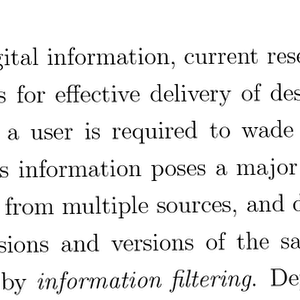 gital information, current rese
s for effective delivery of des
a user is required to wade
s information poses a major
from multiple sources, and d
sions and versions of the sa
by information filtering. De